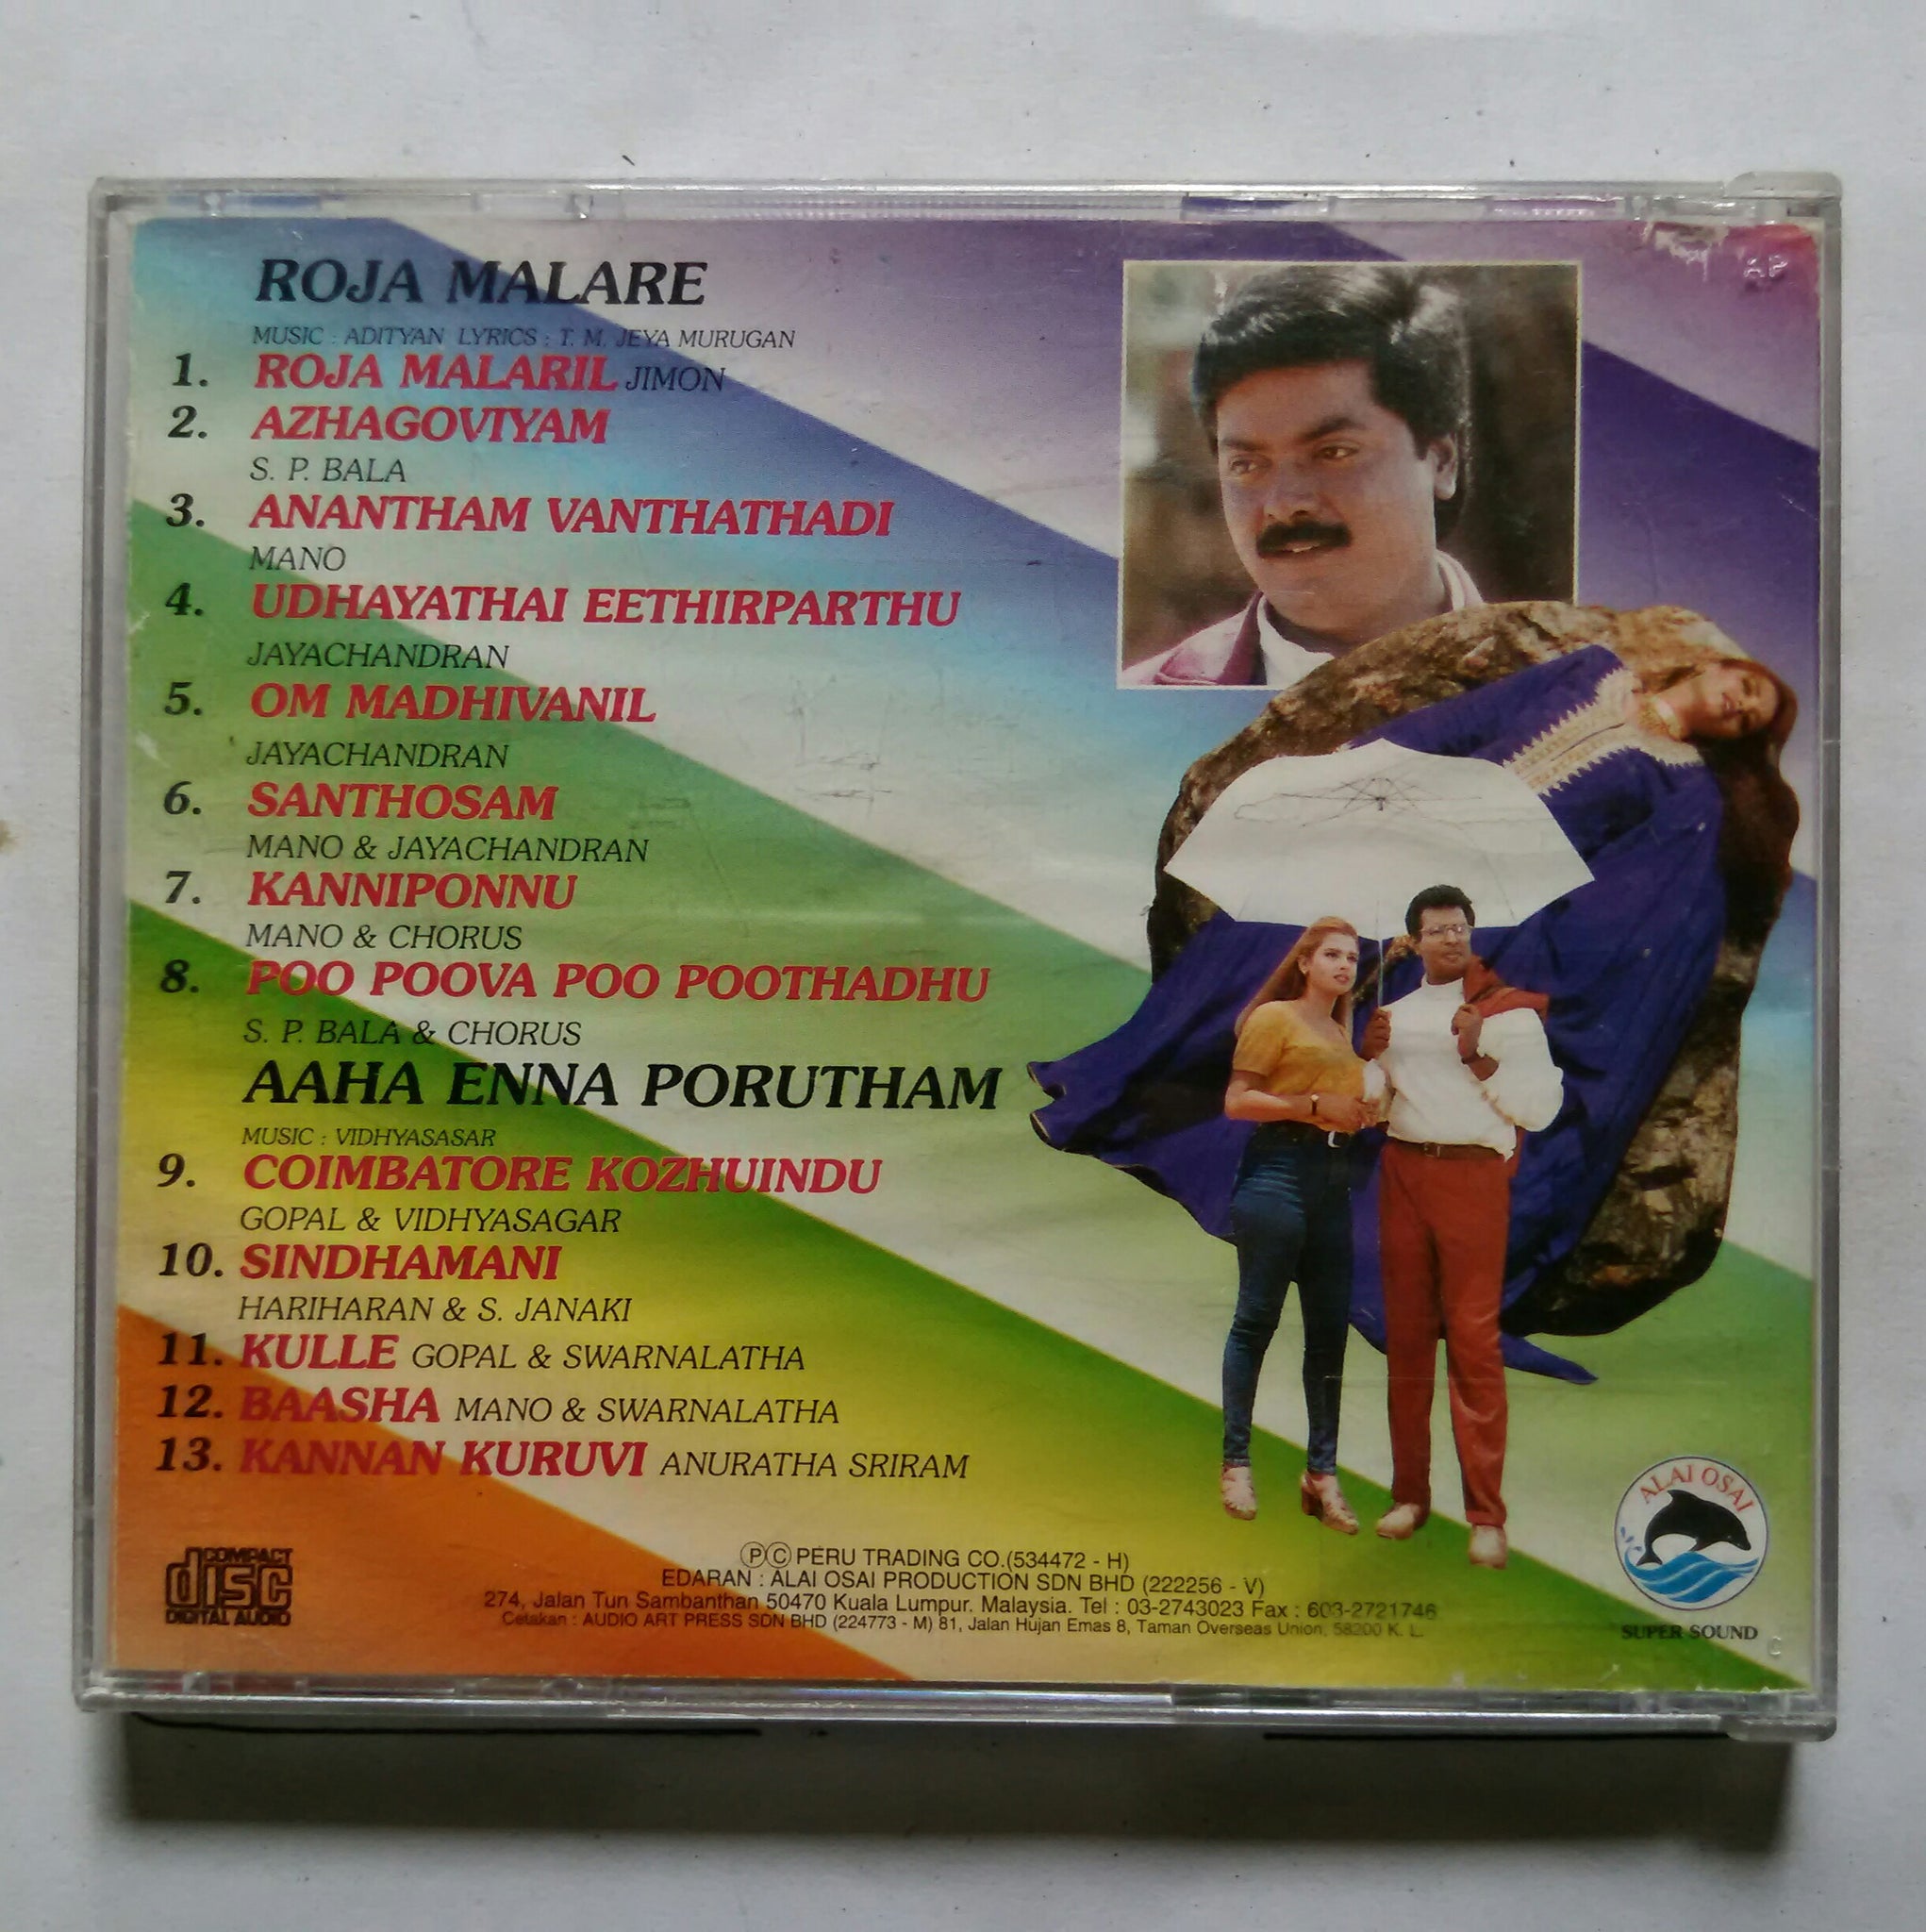 ROJA MALARE
MUSIC : ADITYAN LYRICS : T. M. JEYA MURUGAN
1. ROJA MALARIL JIMON
2. AZHAGOVIYAM
S. P. BALA
3. ANANTHAM VANTHATHADI
MANO
4. UDHAYATHAI EETHIRPARTHU
JAYACHANDRAN
5. OM MADHIVANIL
JAYACHANDRAN
6. SANTHOSAM
MANO & JAYACHANDRAN
7. KANNIPONNU
MANO & CHORUS
8. POO POOVA POO POOTHADHU
S. P. BALA & CHORUS
AAHA ENNA PORUTHAM
MUSIC : VIDHYASASAR
9. COIMBATORE KOZHUINDU
GOPAL & VIDHYASAGAR
10. SINDHAMANI
HARIHARAN & S. JANAKI
11. KULLE GOPAL & SWARNALATHA
12. BAASHA MANO & SWARNALATHA
13. KANNAN KURUVI ANURATHA SRIRAM
COMPACT
disc
DIGITAL AUDIO
ⓅⒸ PERU TRADING CO.(534472 - H)
EDARAN : ALAI OSAI PRODUCTION SDN BHD (222256 - V)
274, Jalan Tun Sambanthan 50470 Kuala Lumpur. Malaysia. Tel : 03-2743023 Fax : 603-2721746
Cetakan : AUDIO ART PRESS SDN BHD (224773 - M) 81, Jalan Hujan Emas 8, Taman Overseas Union, 58200 K. L.
ALAI OSAI
SUPER SOUND
AP
C